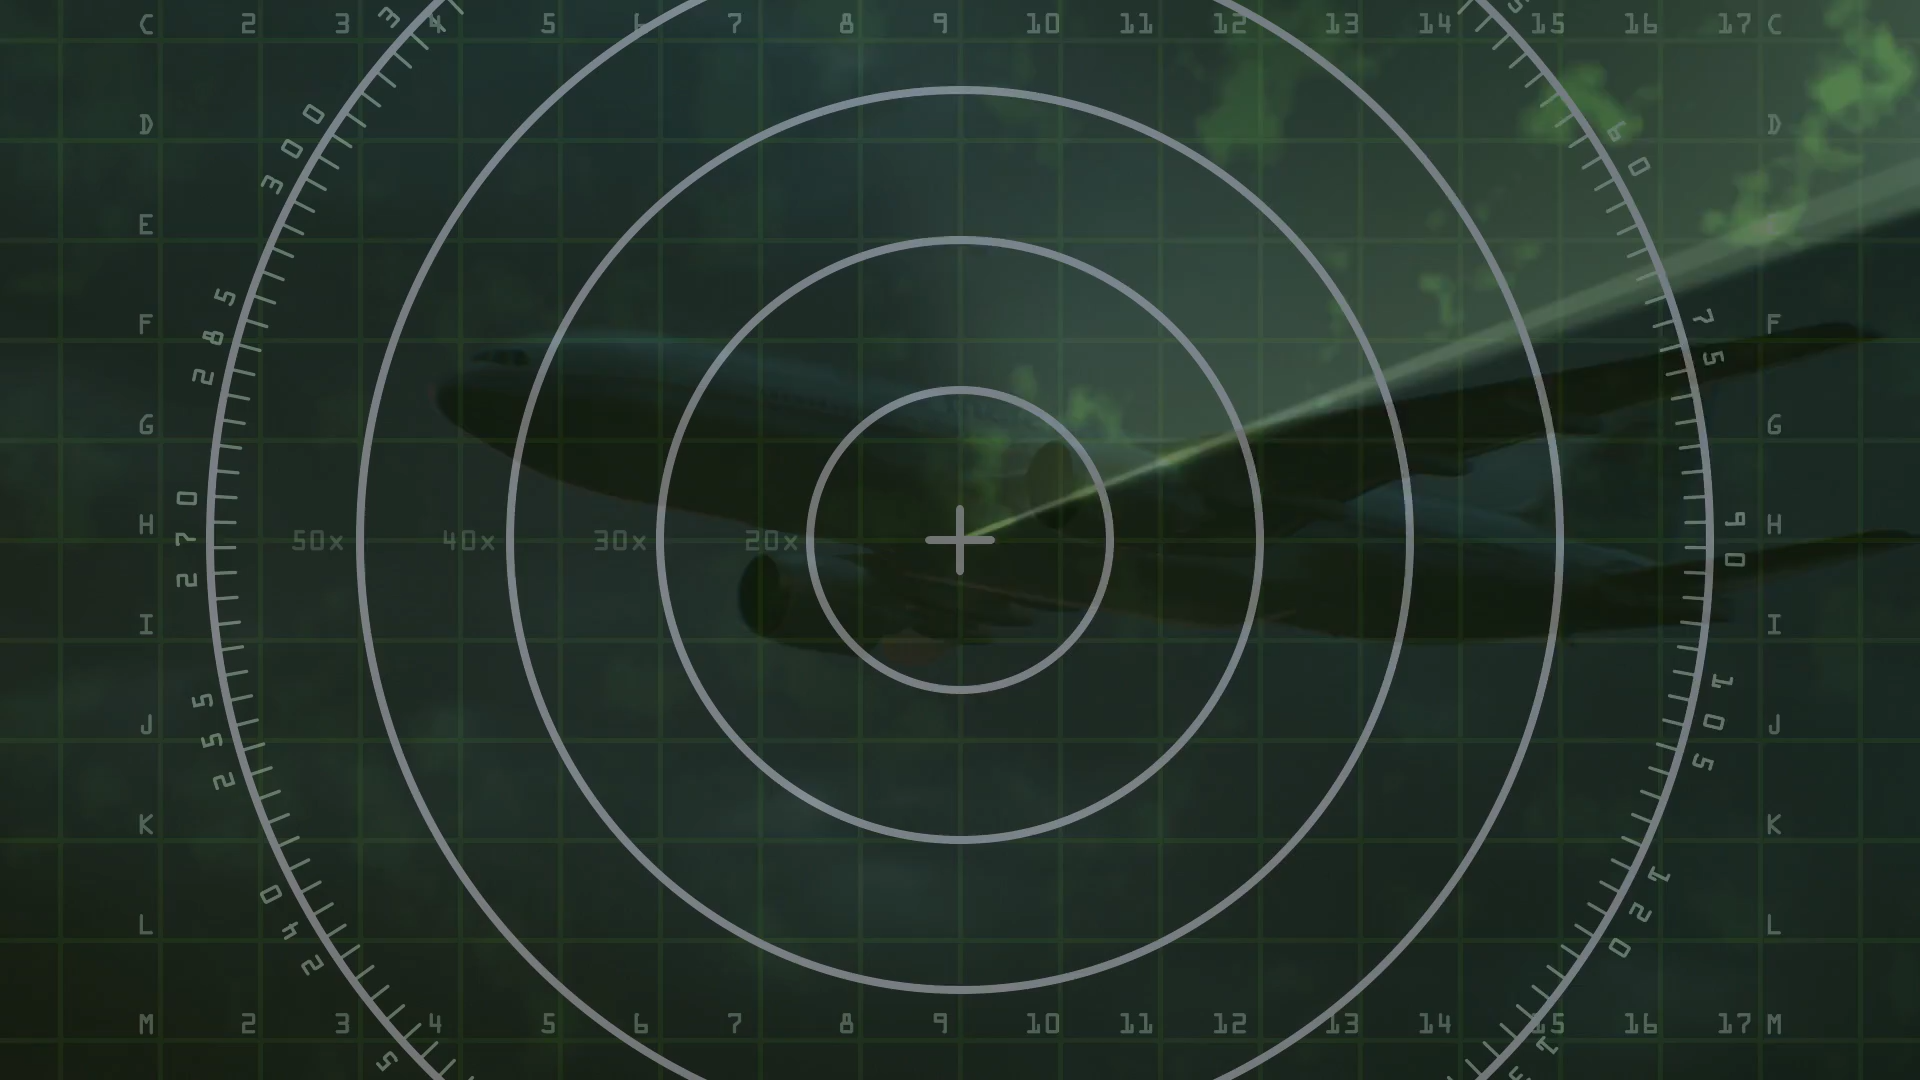 C 2 3 4 5 6 7 8 9 10 11 12 13 14 15 16 17 C
D D
E E
F F
G G
H H
I I
J J
K K
L L
M 2 3 4 5 6 7 8 9 10 11 12 13 14 15 16 17 M
50x 40x 30x 20x
300
285
270
255
240
60
75
90
105
120